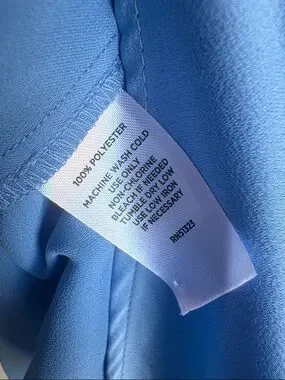 100% POLYESTER
MACHINE WASH COLD
USE ONLY
NON-CHLORINE
BLEACH IF NEEDED
TUMBLE DRY LOW
USE LOW IRON
IF NECESSARY
RN51323